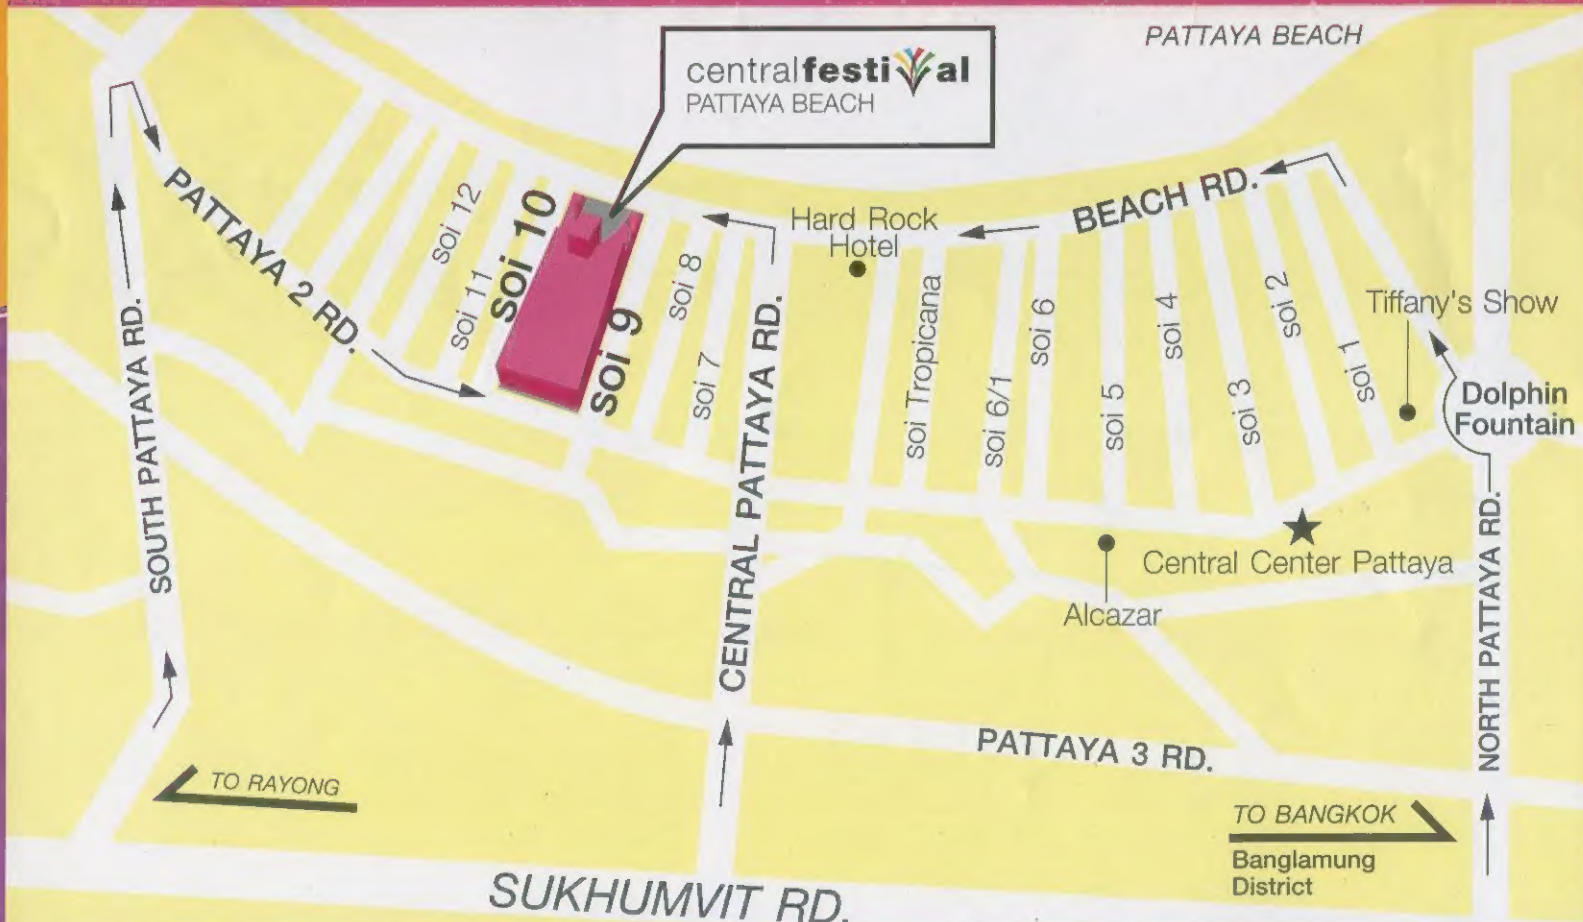 PATTAYA BEACH
centralfestival
PATTAYA BEACH
PATTAYA 2 RD.
soi 12
soi 11
soi 10
soi 9
soi 8
soi 7
Hard Rock
Hotel
BEACH RD.
soi Tropicana
soi 6/1
soi 6
soi 5
soi 4
soi 3
soi 2
soi 1
Tiffany's Show
Dolphin
Fountain
SOUTH PATTAYA RD.
CENTRAL PATTAYA RD.
NORTH PATTAYA RD.
Central Center Pattaya
Alcazar
PATTAYA 3 RD.
TO RAYONG
TO BANGKOK
Banglamung
District
SUKHUMVIT RD.